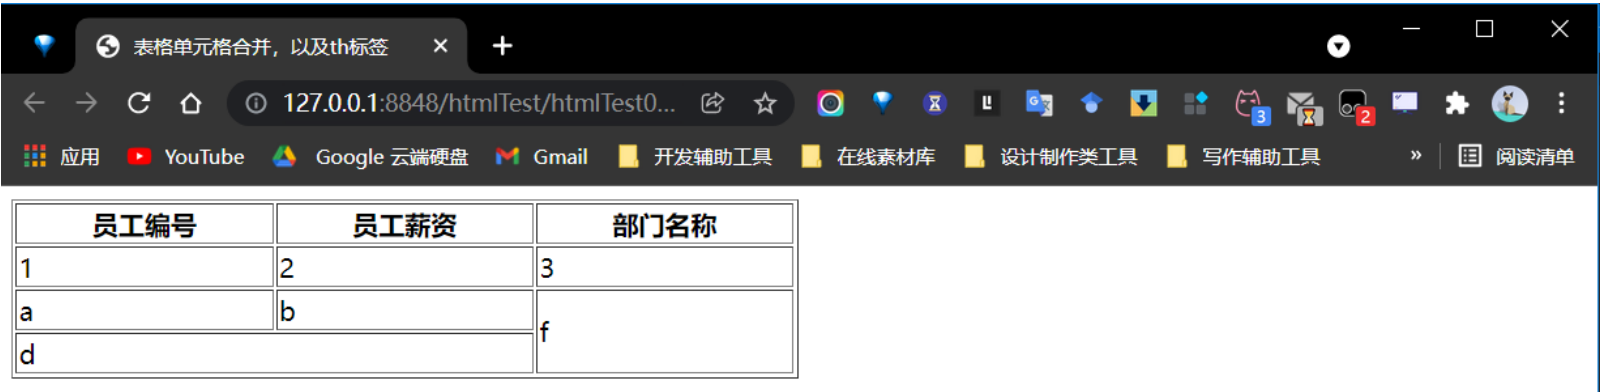 表格单元格合并，以及th标签
127.0.0.1:8848/htmlTest/htmlTest0...
3
2
应用 YouTube Google 云端硬盘 Gmail 开发辅助工具 在线素材库 设计制作类工具 写作辅助工具 » 阅读清单
员工编号 员工薪资 部门名称
1 2 3
a b
f
d